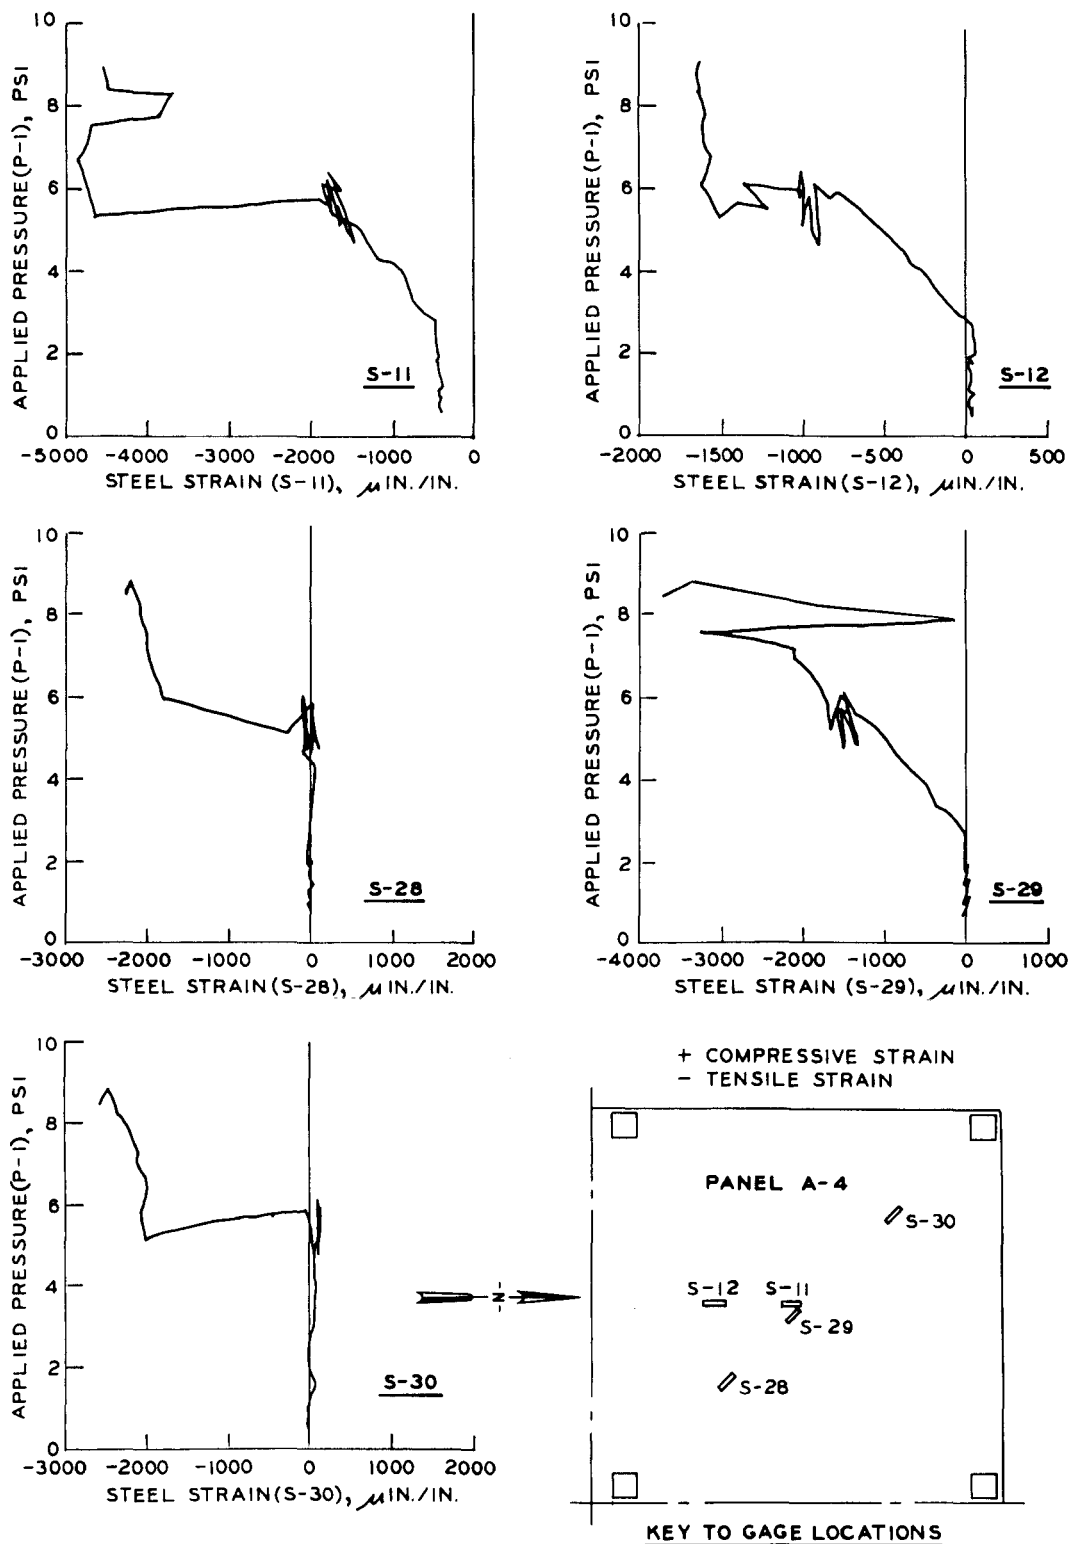 APPLIED PRESSURE(P-1), PSI
10
8
6
4
2
0
S-11
-5000 -4000 -3000 -2000 -1000 0
STEEL STRAIN (S-11), μ IN./IN.
APPLIED PRESSURE(P-1), PSI
10
8
6
4
2
0
S-12
-2000 -1500 -1000 -500 0 500
STEEL STRAIN(S-12), μIN./IN.
APPLIED PRESSURE(P-1), PSI
10
8
6
4
2
0
S-28
-3000 -2000 -1000 0 1000 2000
STEEL STRAIN(S-28), μ IN./IN.
APPLIED PRESSURE(P-1), PSI
10
8
6
4
2
0
S-29
-4000 -3000 -2000 -1000 0 1000
STEEL STRAIN (S-29), μIN./IN.
APPLIED PRESSURE(P-1), PSI
10
8
6
4
2
0
S-30
-3000 -2000 -1000 0 1000 2000
STEEL STRAIN(S-30), μ IN./IN.
+ COMPRESSIVE STRAIN
- TENSILE STRAIN
PANEL A-4
S-30
S-12 S-11
N
S-29
S-28
KEY TO GAGE LOCATIONS